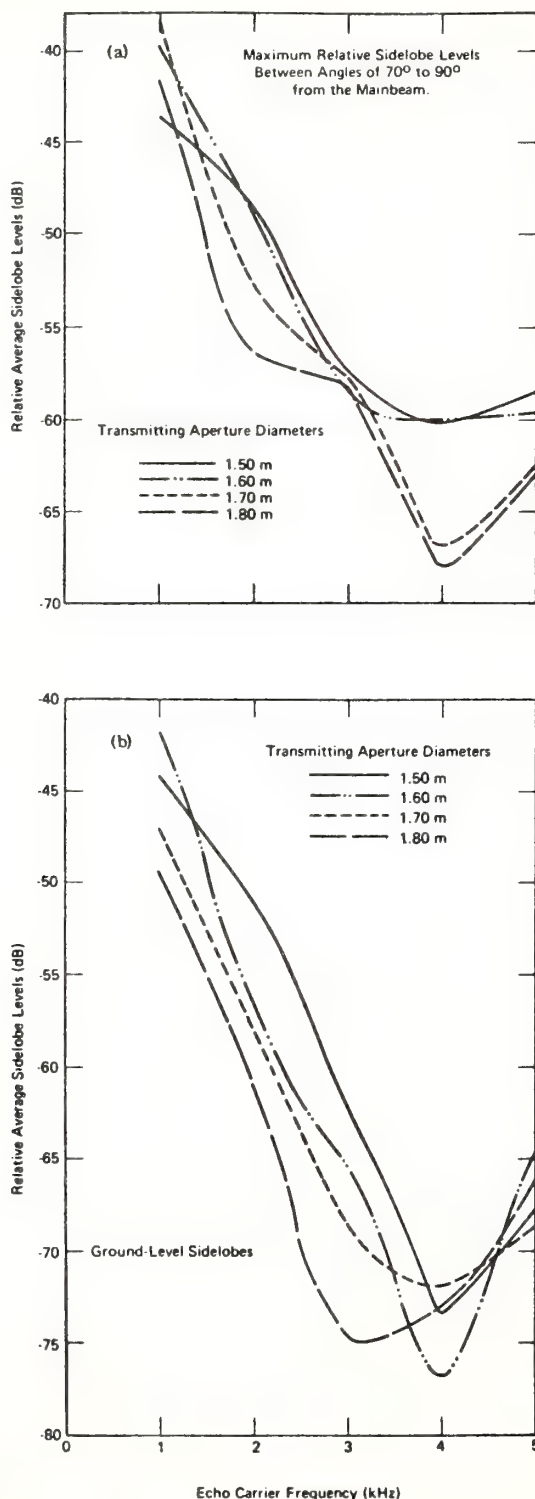 (a)
Maximum Relative Sidelobe Levels
Between Angles of 70° to 90°
from the Mainbeam.
-38
-40
-45
-50
-55
-60
-65
-70
Relative Average Sidelobe Levels (dB)
Transmitting Aperture Diameters
1.50 m
1.60 m
1.70 m
1.80 m
(b)
Transmitting Aperture Diameters
1.50 m
1.60 m
1.70 m
1.80 m
-40
-45
-50
-55
-60
-65
-70
-75
-80
Relative Average Sidelobe Levels (dB)
Ground-Level Sidelobes
0 1 2 3 4 5
Echo Carrier Frequency (kHz)